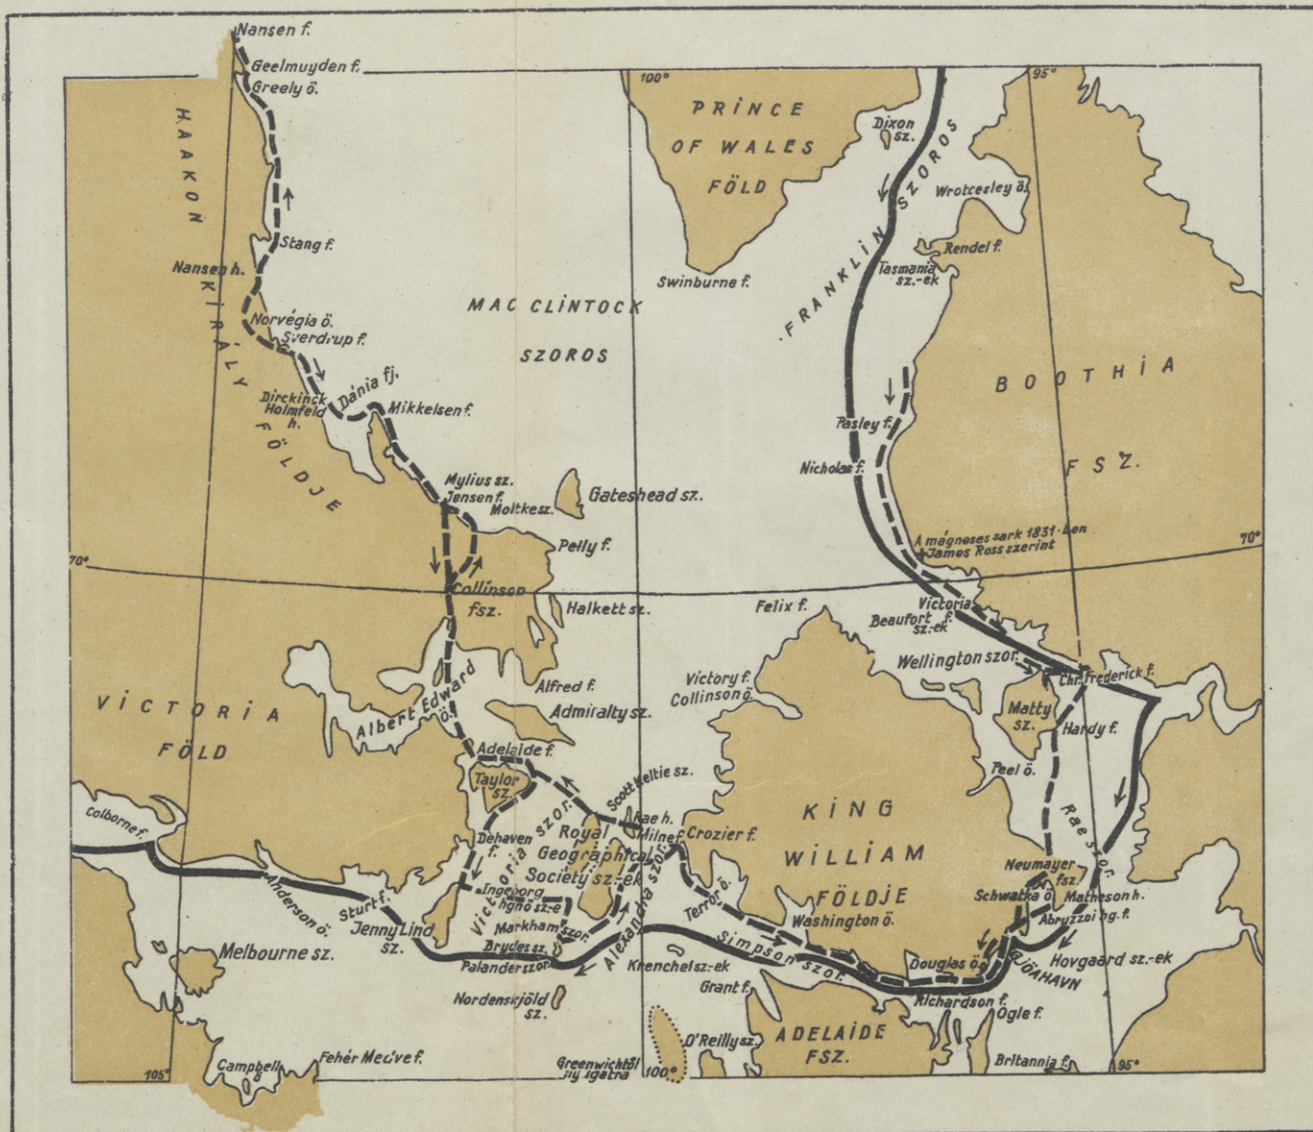 Nansen f.
Geelmuyden f.
Greely ö.
100°
95°
HAAKON
KIRÁLY
FÖLDJE
PRINCE
OF WALES
FÖLD
Dixon
sz.
FRANKLIN SZOROS
Wrotcesley ö.
Stang f.
Nansen h.
Rendel f.
Tasmania
sz.-ek
Swinburne f.
MAC CLINTOCK
SZOROS
Norvégia ö.
Sverdrup f.
BOOTHIA
FSZ.
Dánia fj.
Dirckinck
Holmfeld
h.
Mikkelsen f.
Pasley f.
Nicholas f.
Mylius sz.
Jensen f.
Moltke sz.
Gateshead sz.
A mágneses sark 1831-ben
James Ross szerint
Pelly f.
70°
70°
Collinson
fsz.
Halkett sz.
Felix f.
Victoria
f.
Beaufort
sz.-ek
Wellington szor.
Chr. Frederick f.
Victory f.
Collinson ö.
Alfred f.
Admiralty sz.
Albert Edward
ö.
VICTORIA
FÖLD
Matty
sz.
Hardy f.
Adelaide f.
Taylor
sz.
Peel ö.
Scott Keltie sz.
Rae szor.
Colborne f.
Dehaven
f.
Victoria szor.
Royal
Geographical
Society sz.-ek
Rae h.
Milne f.
Crozier f.
KING
WILLIAM
FÖLDJE
Neumayer
fsz.
Schwatka ö.
Matheson h.
Abruzzoi hg. f.
Anderson ö.
Sturt f.
Jenny Lind
sz.
Ingeborg
hgnő sz.-e
Markham szor.
Alexandra szor.
Terror ö.
Washington ö.
Simpson szor.
Brydes sz.
Palander szor.
Melbourne sz.
Krenchel sz.-ek
Douglas ö.
GJÖAHAVN
Hovgaard sz.-ek
Nordenskjöld
sz.
Grant f.
Richardson f.
Ogle f.
O'Reilly sz.
ADELAIDE
FSZ.
Britannia f.
Campbell
ö
Fehér Medve f.
105°
Greenwichtől
nyugatra
100°
95°